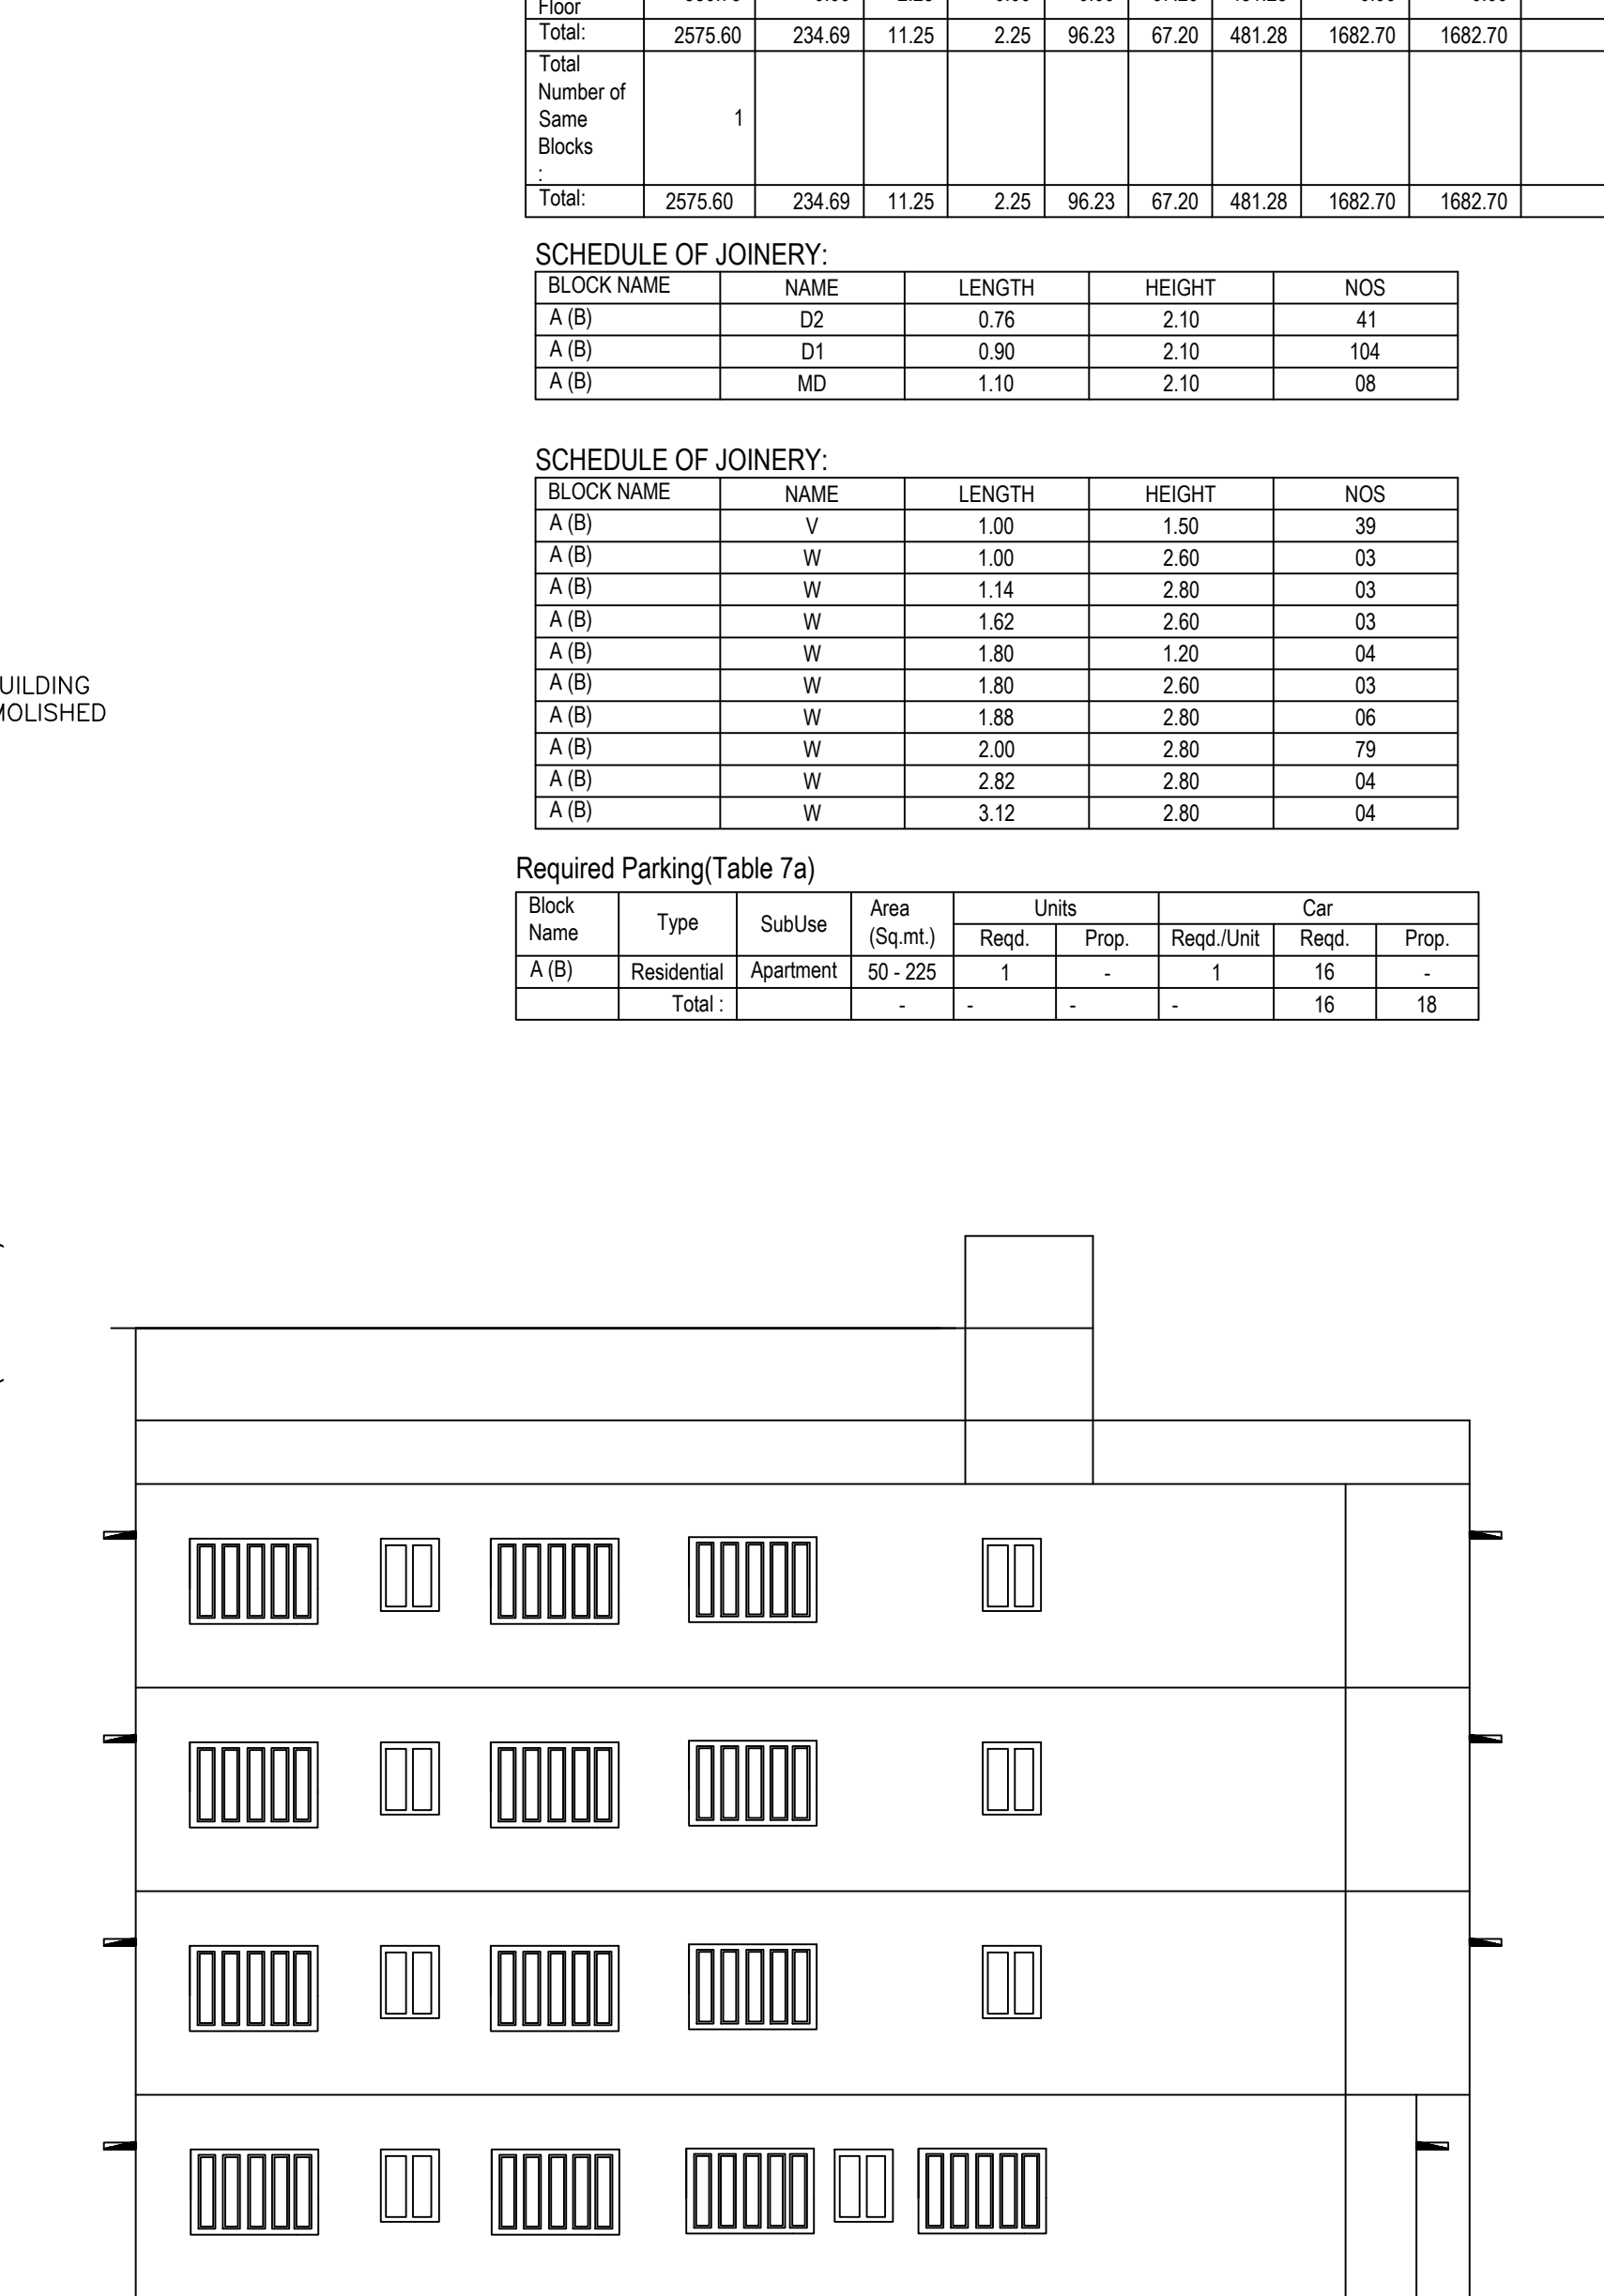 Floor
Total: 2575.60 234.69 11.25 2.25 96.23 67.20 481.28 1682.70 1682.70
Total
Number of
Same
Blocks
:
1
Total: 2575.60 234.69 11.25 2.25 96.23 67.20 481.28 1682.70 1682.70
SCHEDULE OF JOINERY:
BLOCK NAME NAME LENGTH HEIGHT NOS
A (B) D2 0.76 2.10 41
A (B) D1 0.90 2.10 104
A (B) MD 1.10 2.10 08
SCHEDULE OF JOINERY:
BLOCK NAME NAME LENGTH HEIGHT NOS
A (B) V 1.00 1.50 39
A (B) W 1.00 2.60 03
A (B) W 1.14 2.80 03
A (B) W 1.62 2.60 03
A (B) W 1.80 1.20 04
A (B) W 1.80 2.60 03
A (B) W 1.88 2.80 06
A (B) W 2.00 2.80 79
A (B) W 2.82 2.80 04
A (B) W 3.12 2.80 04
UILDING
MOLISHED
Required Parking(Table 7a)
Block
Name
Type
SubUse
Area
(Sq.mt.)
Units Car
Reqd. Prop. Reqd./Unit Reqd. Prop.
A (B) Residential Apartment 50 - 225 1 - 1 16 -
Total : - - - - 16 18